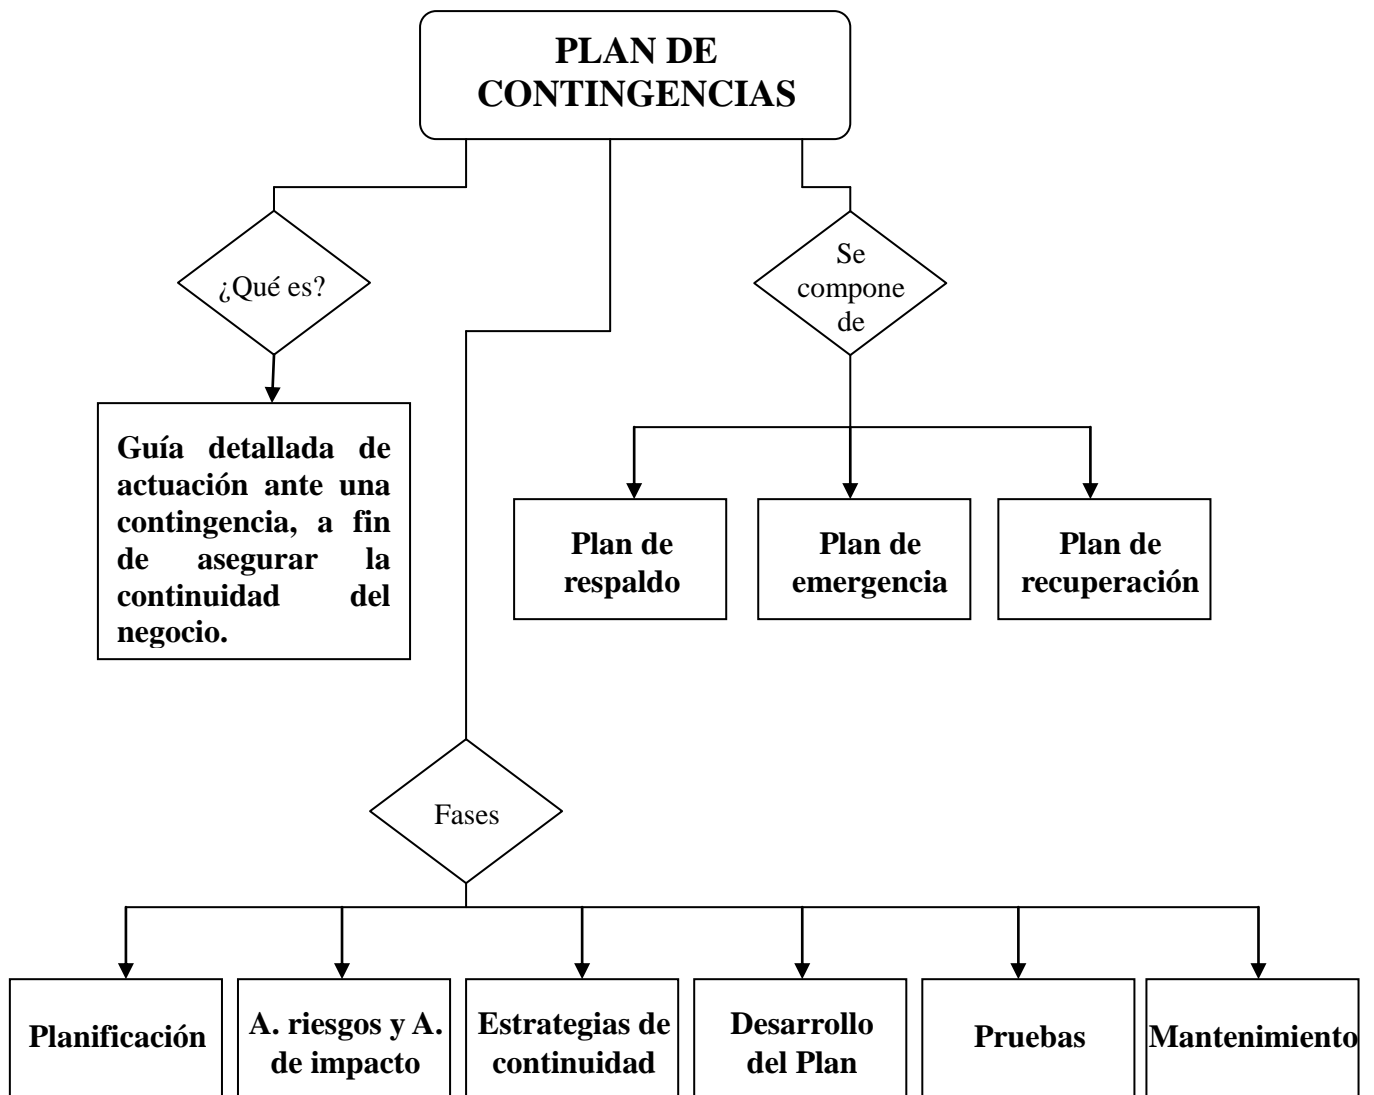 PLAN DE
CONTINGENCIAS
¿Qué es?
Se
compone
de
Guía detallada de
actuación ante una
contingencia, a fin
de asegurar la
continuidad del
negocio.
Plan de
respaldo
Plan de
emergencia
Plan de
recuperación
Fases
Planificación
A. riesgos y A.
de impacto
Estrategias de
continuidad
Desarrollo
del Plan
Pruebas
Mantenimiento